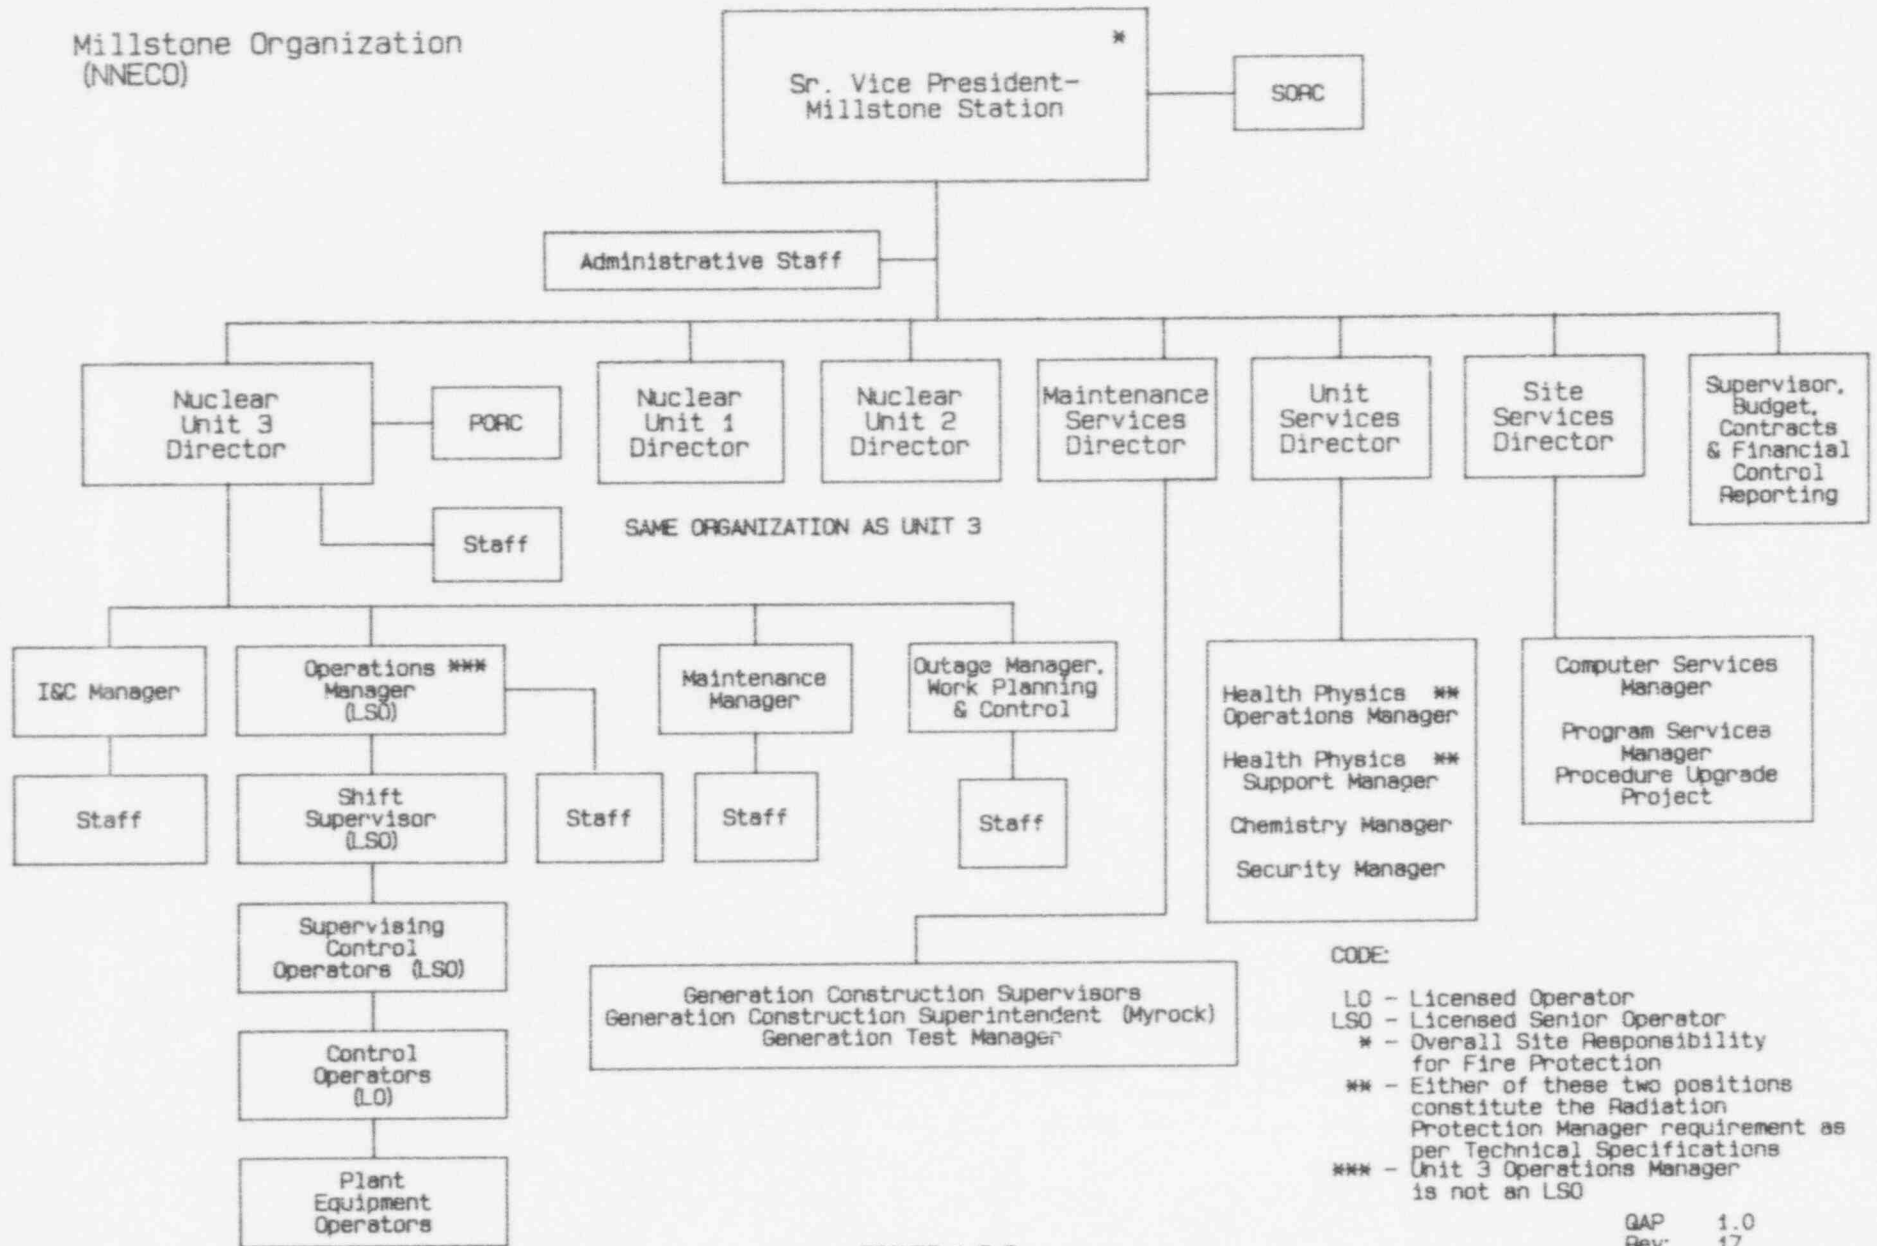 Millstone Organization
(NNECO)
*
Sr. Vice President-
Millstone Station
SORC
Administrative Staff
Nuclear
Unit 3
Director
PORC
Nuclear
Unit 1
Director
Nuclear
Unit 2
Director
Maintenance
Services
Director
Unit
Services
Director
Site
Services
Director
Supervisor,
Budget,
Contracts
& Financial
Control
Reporting
Staff
SAME ORGANIZATION AS UNIT 3
I&C Manager
Operations ***
Manager
(LSO)
Maintenance
Manager
Outage Manager,
Work Planning
& Control
Staff
Shift
Supervisor
(LSO)
Staff
Staff
Staff
Health Physics **
Operations Manager
Health Physics **
Support Manager
Chemistry Manager
Security Manager
Computer Services
Manager
Program Services
Manager
Procedure Upgrade
Project
Supervising
Control
Operators (LSO)
Control
Operators
(LO)
Plant
Equipment
Operators
Generation Construction Supervisors
Generation Construction Superintendent (Myrock)
Generation Test Manager
CODE:
LO - Licensed Operator
LSO - Licensed Senior Operator
* - Overall Site Responsibility
for Fire Protection
** - Either of these two positions
constitute the Radiation
Protection Manager requirement as
per Technical Specifications
*** - Unit 3 Operations Manager
is not an LSO
QAP 1.0
Rev: 17